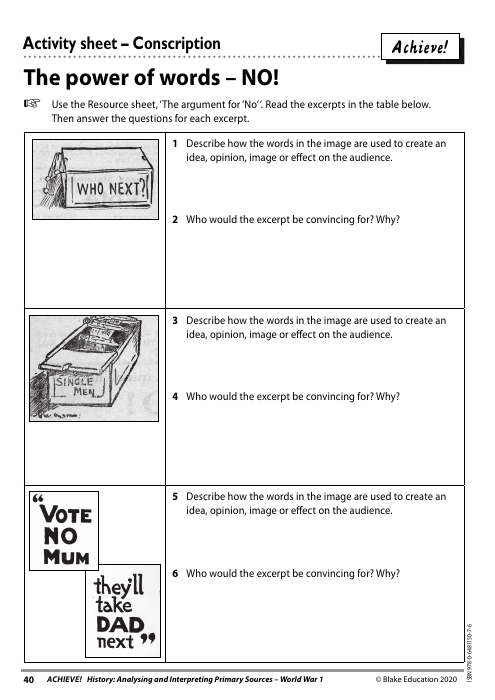 Activity sheet – Conscription
Achieve!
The power of words – NO!
Use the Resource sheet, ‘The argument for ‘No’’. Read the excerpts in the table below.
Then answer the questions for each excerpt.
WHO NEXT?
1 Describe how the words in the image are used to create an
idea, opinion, image or effect on the audience.
2 Who would the excerpt be convincing for? Why?
SINGLE
MEN
3 Describe how the words in the image are used to create an
idea, opinion, image or effect on the audience.
4 Who would the excerpt be convincing for? Why?
“
VOTE
NO
MUM
they'll
take
DAD
next ”
5 Describe how the words in the image are used to create an
idea, opinion, image or effect on the audience.
6 Who would the excerpt be convincing for? Why?
40 ACHIEVE! History: Analysing and Interpreting Primary Sources – World War 1
© Blake Education 2020
ISBN 978-0-6481150-7-6